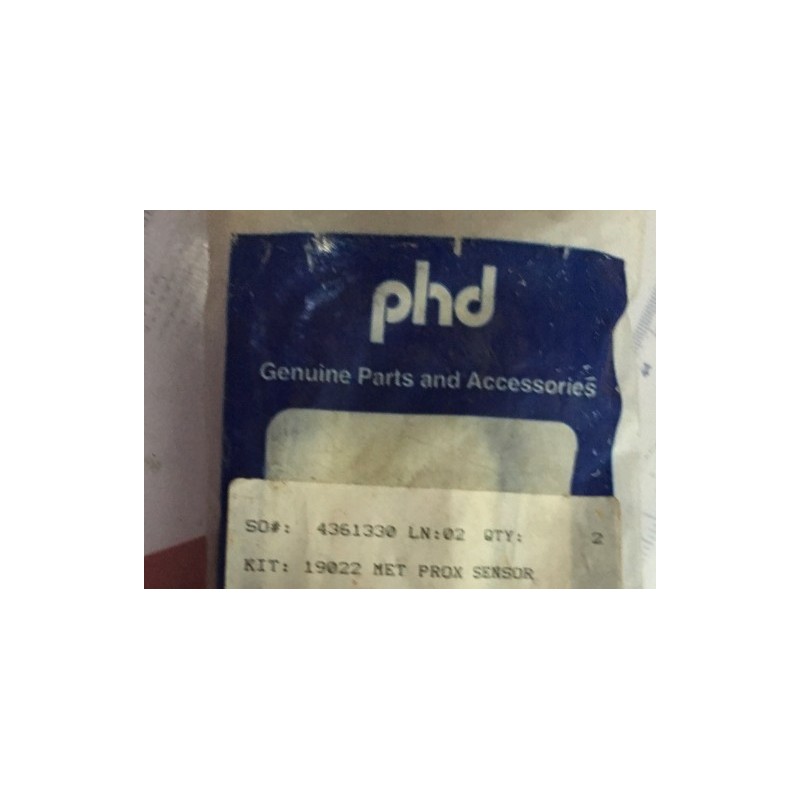 phd
Genuine Parts and Accessories
SO#: 4361330 LN:02 QTY: 2
KIT: 19022 MET PROX SENSOR